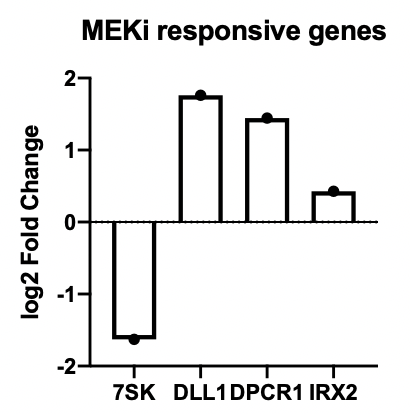 MEKi responsive genes
log2 Fold Change
2
1
0
-1
-2
7SK DLL1 DPCR1 IRX2